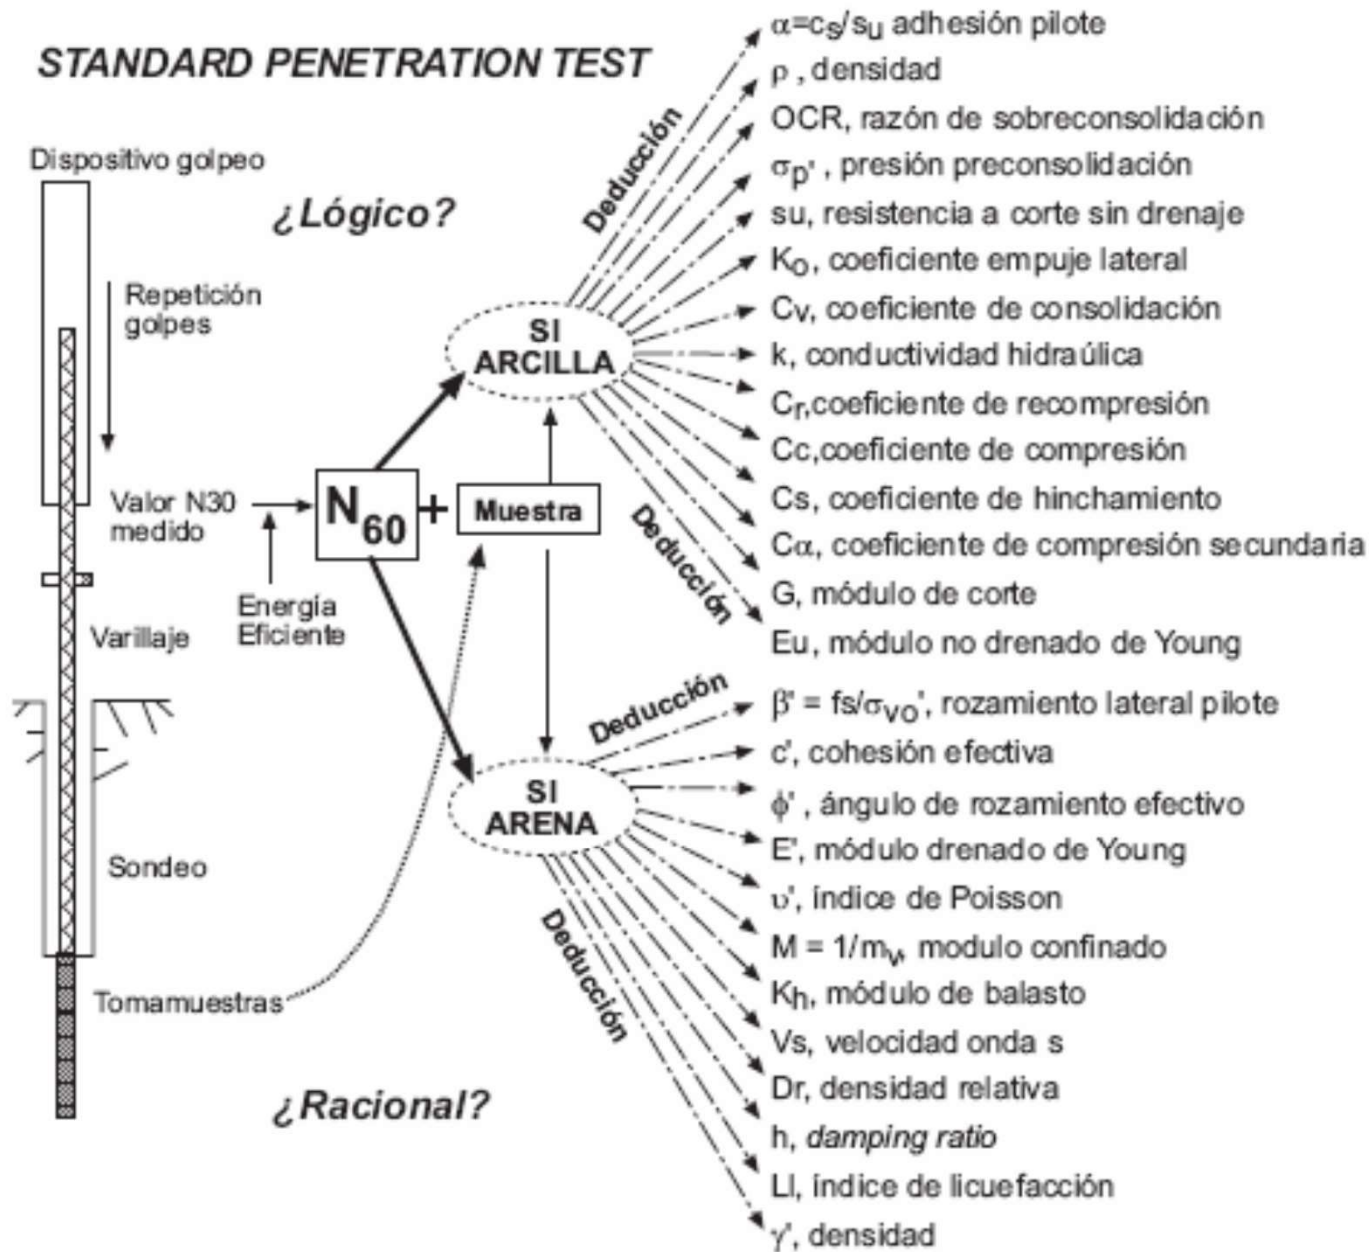 STANDARD PENETRATION TEST
Dispositivo golpeo
¿Lógico?
Repetición
golpes
Valor N30
medido
Energía
Eficiente
N60
+
Muestra
Varillaje
Sondeo
Tomamuestras
¿Racional?
SI
ARCILLA
Deducción
Deducción
α=cs/su adhesión pilote
ρ , densidad
OCR, razón de sobreconsolidación
σp' , presión preconsolidación
su, resistencia a corte sin drenaje
Ko, coeficiente empuje lateral
Cv, coeficiente de consolidación
k, conductividad hidraúlica
Cr,coeficiente de recompresión
Cc,coeficiente de compresión
Cs, coeficiente de hinchamiento
Cα, coeficiente de compresión secundaria
G, módulo de corte
Eu, módulo no drenado de Young
SI
ARENA
Deducción
Deducción
β' = fs/σvo', rozamiento lateral pilote
c', cohesión efectiva
ϕ' , ángulo de rozamiento efectivo
E', módulo drenado de Young
υ', índice de Poisson
M = 1/mv, modulo confinado
Kh, módulo de balasto
Vs, velocidad onda s
Dr, densidad relativa
h, damping ratio
LI, índice de licuefacción
γ', densidad